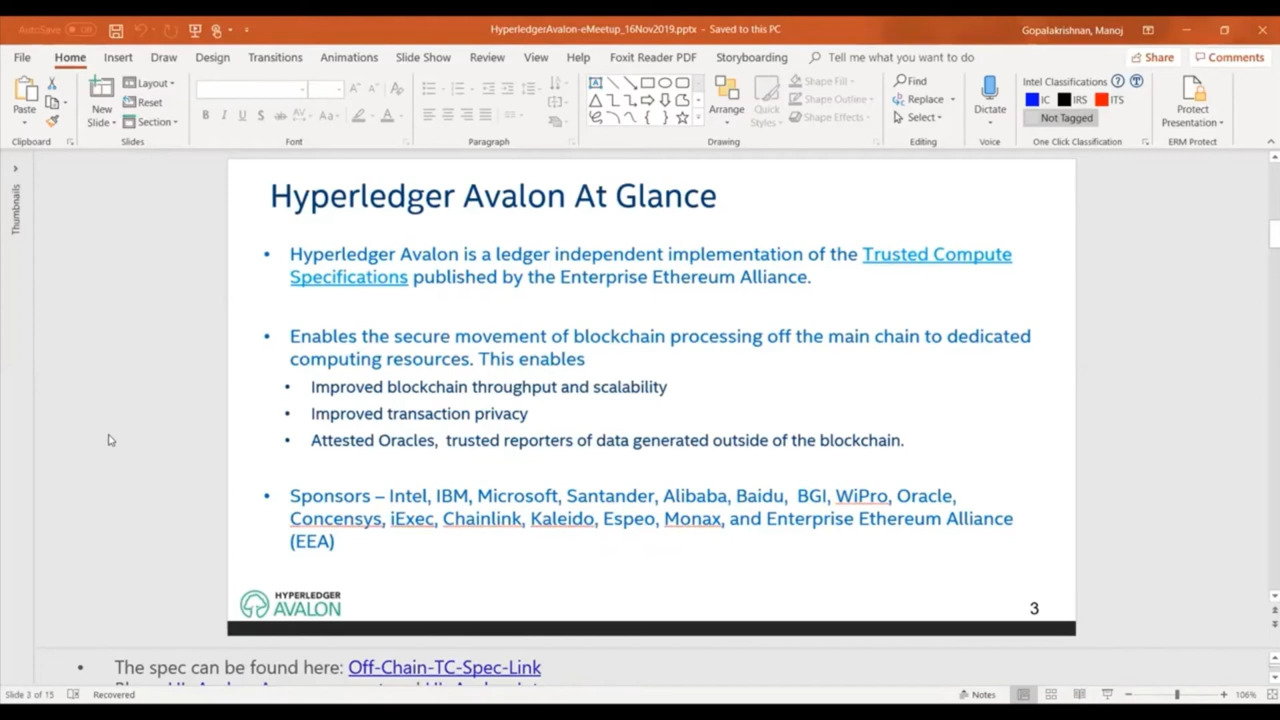 AutoSave Off
HyperledgerAvalon-eMeetup_16Nov2019.pptx - Saved to this PC
Gopalakrishnan, Manoj
File Home Insert Draw Design Transitions Animations Slide Show Review View Help Foxit Reader PDF Storyboarding Tell me what you want to do Share Comments
Paste
New
Slide
Layout
Reset
Section
B I U S ab AV Aa A
Arrange
Quick
Styles
Shape Fill
Shape Outline
Shape Effects
Find
Replace
Select
Dictate
Intel Classifications
IC IRS ITS
Not Tagged
Protect
Presentation
Clipboard Slides Font Paragraph Drawing Editing Voice One Click Classification ERM Protect
Thumbnails
Hyperledger Avalon At Glance
• Hyperledger Avalon is a ledger independent implementation of the Trusted Compute
Specifications published by the Enterprise Ethereum Alliance.
• Enables the secure movement of blockchain processing off the main chain to dedicated
computing resources. This enables
• Improved blockchain throughput and scalability
• Improved transaction privacy
• Attested Oracles, trusted reporters of data generated outside of the blockchain.
• Sponsors – Intel, IBM, Microsoft, Santander, Alibaba, Baidu, BGI, WiPro, Oracle,
Concensys, iExec, Chainlink, Kaleido, Espeo, Monax, and Enterprise Ethereum Alliance
(EEA)
HYPERLEDGER
AVALON
3
• The spec can be found here: Off-Chain-TC-Spec-Link
Slide 3 of 15 Recovered Notes 106%